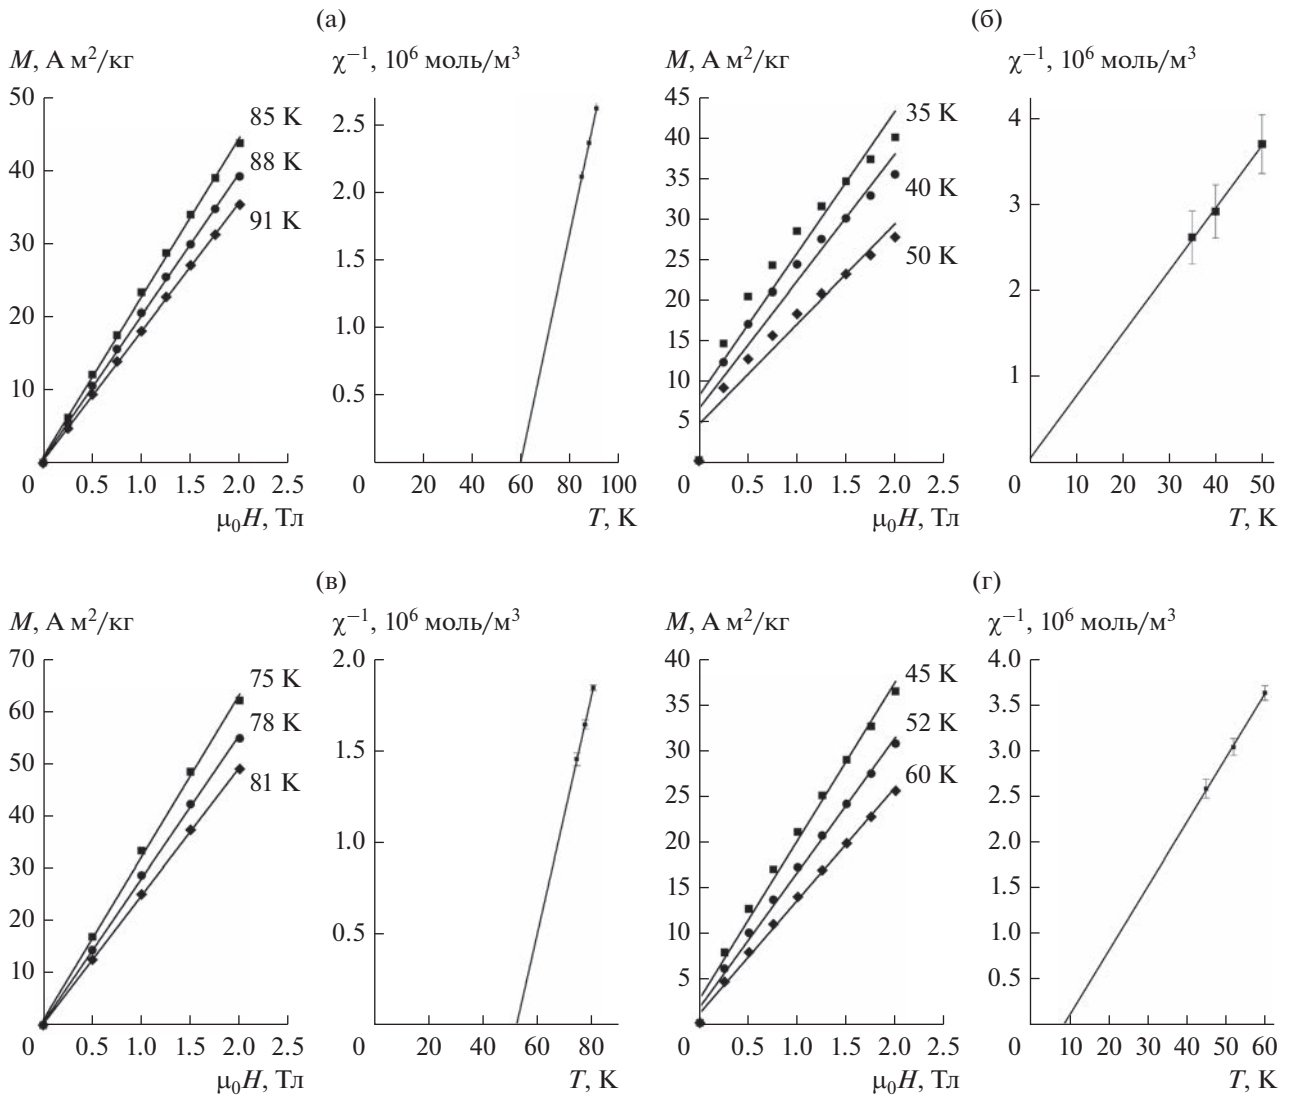 (а)
M, А м²/кг
50
40
30
20
10
0
0.5 1.0 1.5 2.0 2.5
μ₀H, Тл
85 K
88 K
91 K
χ⁻¹, 10⁶ моль/м³
2.5
2.0
1.5
1.0
0.5
0
20 40 60 80 100
T, K
(б)
M, А м²/кг
45
40
35
30
25
20
15
10
5
0
0.5 1.0 1.5 2.0 2.5
μ₀H, Тл
35 K
40 K
50 K
χ⁻¹, 10⁶ моль/м³
4
3
2
1
0
10 20 30 40 50
T, K
(в)
M, А м²/кг
70
60
50
40
30
20
10
0
0.5 1.0 1.5 2.0 2.5
μ₀H, Тл
75 K
78 K
81 K
χ⁻¹, 10⁶ моль/м³
2.0
1.5
1.0
0.5
0
20 40 60 80
T, K
(г)
M, А м²/кг
40
35
30
25
20
15
10
5
0
0.5 1.0 1.5 2.0 2.5
μ₀H, Тл
45 K
52 K
60 K
χ⁻¹, 10⁶ моль/м³
4.0
3.5
3.0
2.5
2.0
1.5
1.0
0.5
0
10 20 30 40 50 60
T, K